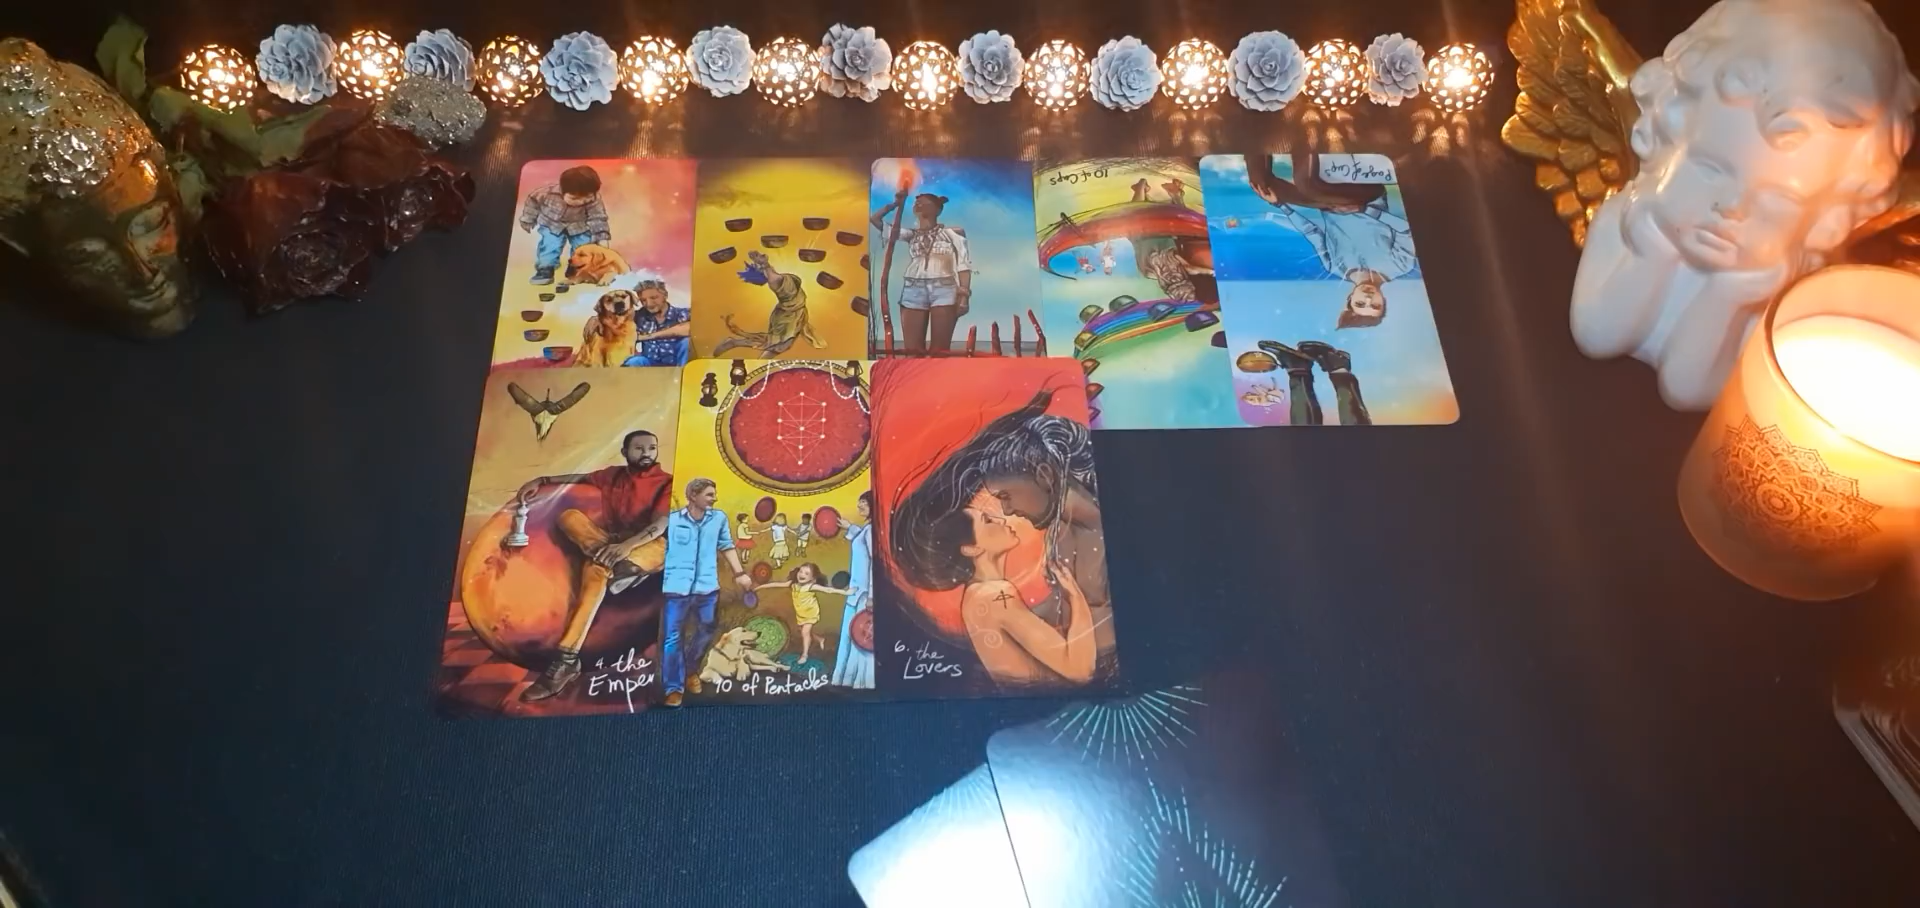 10 of Cups
Page of Cups
4. the
Emper
10 of Pentacles
6. the
Lovers